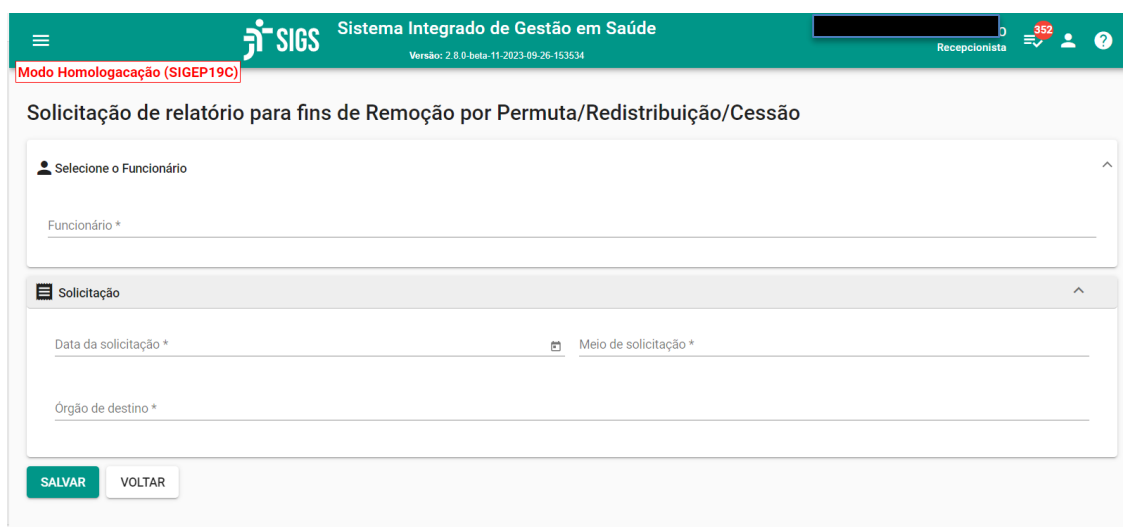 SIGS
Sistema Integrado de Gestão em Saúde
Versão: 2.8.0-beta-11-2023-09-26-153534
Recepcionista
352
Modo Homologacação (SIGEP19C)
Solicitação de relatório para fins de Remoção por Permuta/Redistribuição/Cessão
Selecione o Funcionário
Funcionário *
Solicitação
Data da solicitação *
Meio de solicitação *
Órgão de destino *
SALVAR
VOLTAR